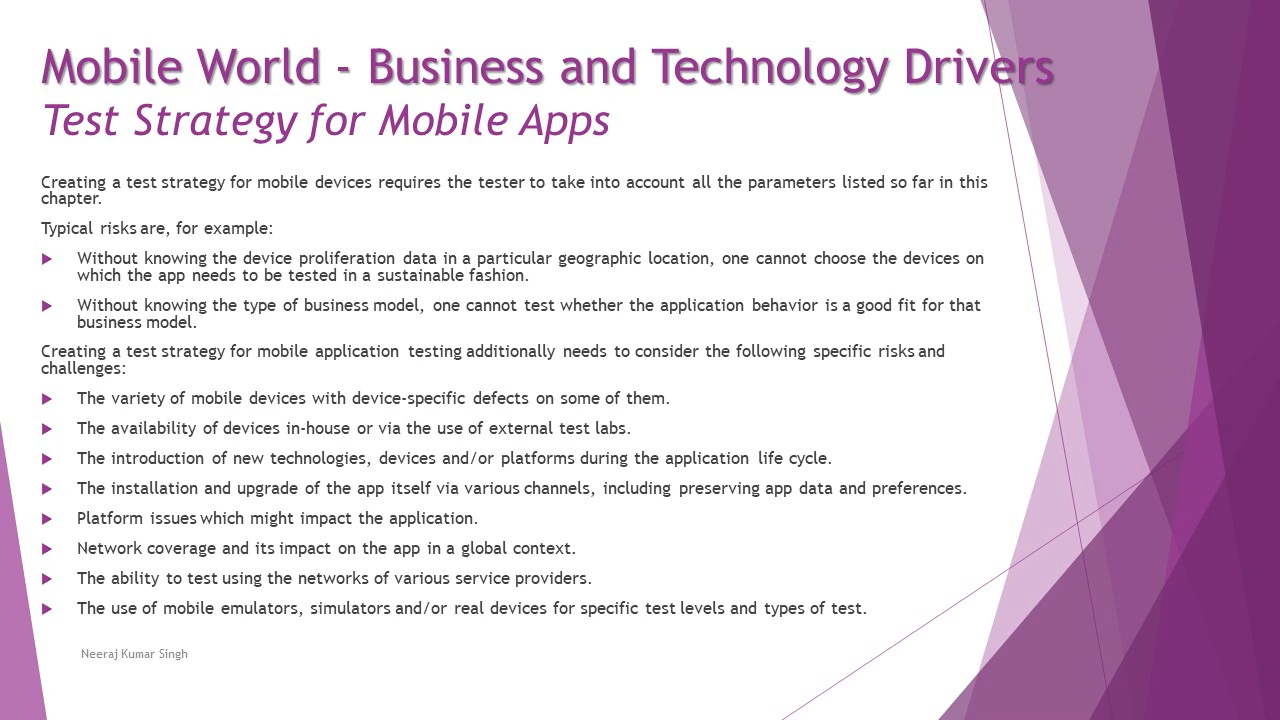 Mobile World - Business and Technology Drivers
Test Strategy for Mobile Apps
Creating a test strategy for mobile devices requires the tester to take into account all the parameters listed so far in this
chapter.
Typical risks are, for example:
Without knowing the device proliferation data in a particular geographic location, one cannot choose the devices on
which the app needs to be tested in a sustainable fashion.
Without knowing the type of business model, one cannot test whether the application behavior is a good fit for that
business model.
Creating a test strategy for mobile application testing additionally needs to consider the following specific risks and
challenges:
The variety of mobile devices with device-specific defects on some of them.
The availability of devices in-house or via the use of external test labs.
The introduction of new technologies, devices and/or platforms during the application life cycle.
The installation and upgrade of the app itself via various channels, including preserving app data and preferences.
Platform issues which might impact the application.
Network coverage and its impact on the app in a global context.
The ability to test using the networks of various service providers.
The use of mobile emulators, simulators and/or real devices for specific test levels and types of test.
Neeraj Kumar Singh